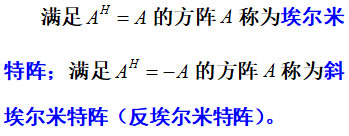 满足 A^H = A 的方阵 A 称为埃尔米
特阵；满足 A^H = −A 的方阵 A 称为斜
埃尔米特阵（反埃尔米特阵）。